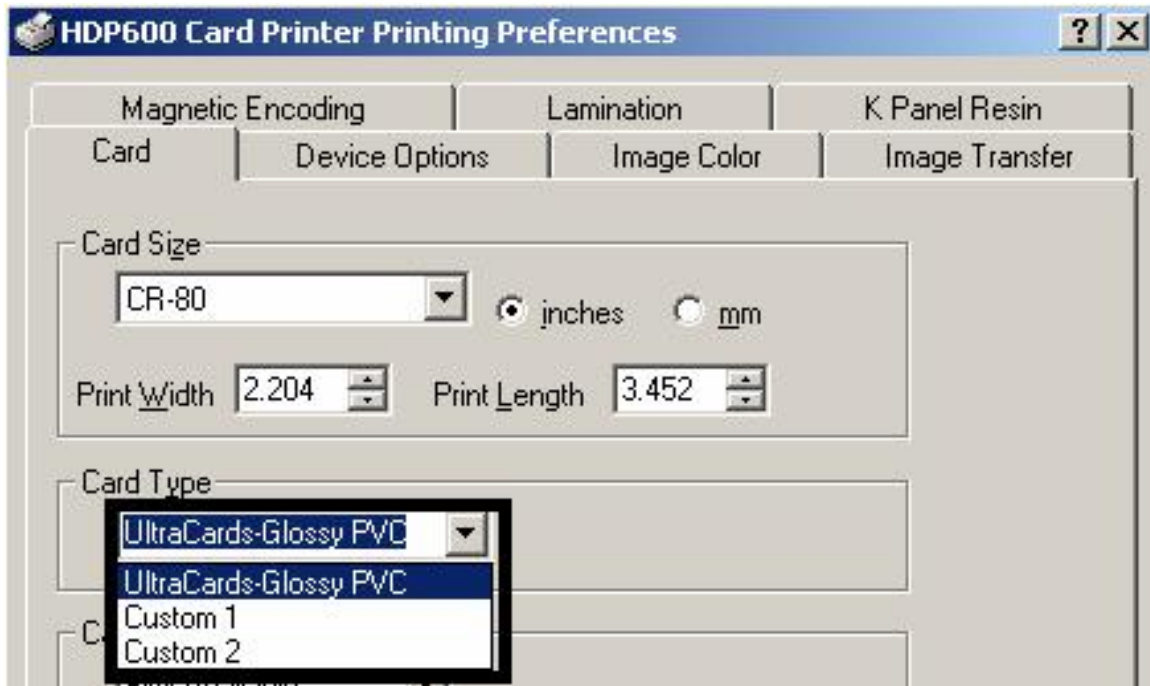 HDP600 Card Printer Printing Preferences
Magnetic Encoding Lamination K Panel Resin
Card Device Options Image Color Image Transfer
Card Size
CR-80 inches mm
Print Width 2.204 Print Length 3.452
Card Type
UltraCards-Glossy PVC
UltraCards-Glossy PVC
Custom 1
Custom 2